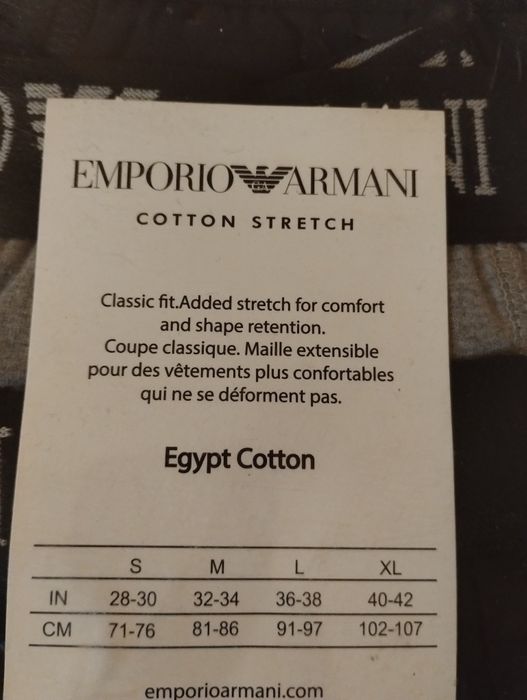 EMPORIO ARMANI
COTTON STRETCH
Classic fit.Added stretch for comfort
and shape retention.
Coupe classique. Maille extensible
pour des vêtements plus confortables
qui ne se déforment pas.
Egypt Cotton
S M L XL
IN 28-30 32-34 36-38 40-42
CM 71-76 81-86 91-97 102-107
emporioarmani.com